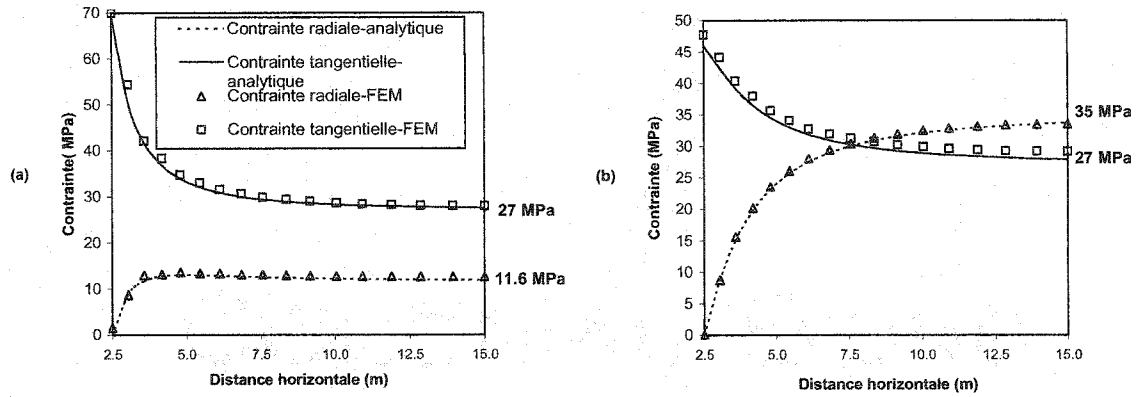 (a)
Contrainte( MPa)
70
60
50
40
30
20
10
0
Contrainte radiale-analytique
Contrainte tangentielle-
analytique
Contrainte radiale-FEM
Contrainte tangentielle-FEM
27 MPa
11.6 MPa
2.5 5.0 7.5 10.0 12.5 15.0
Distance horizontale (m)
(b)
Contrainte (MPa)
50
45
40
35
30
25
20
15
10
5
0
35 MPa
27 MPa
2.5 5.0 7.5 10.0 12.5 15.0
Distance horizontale (m)